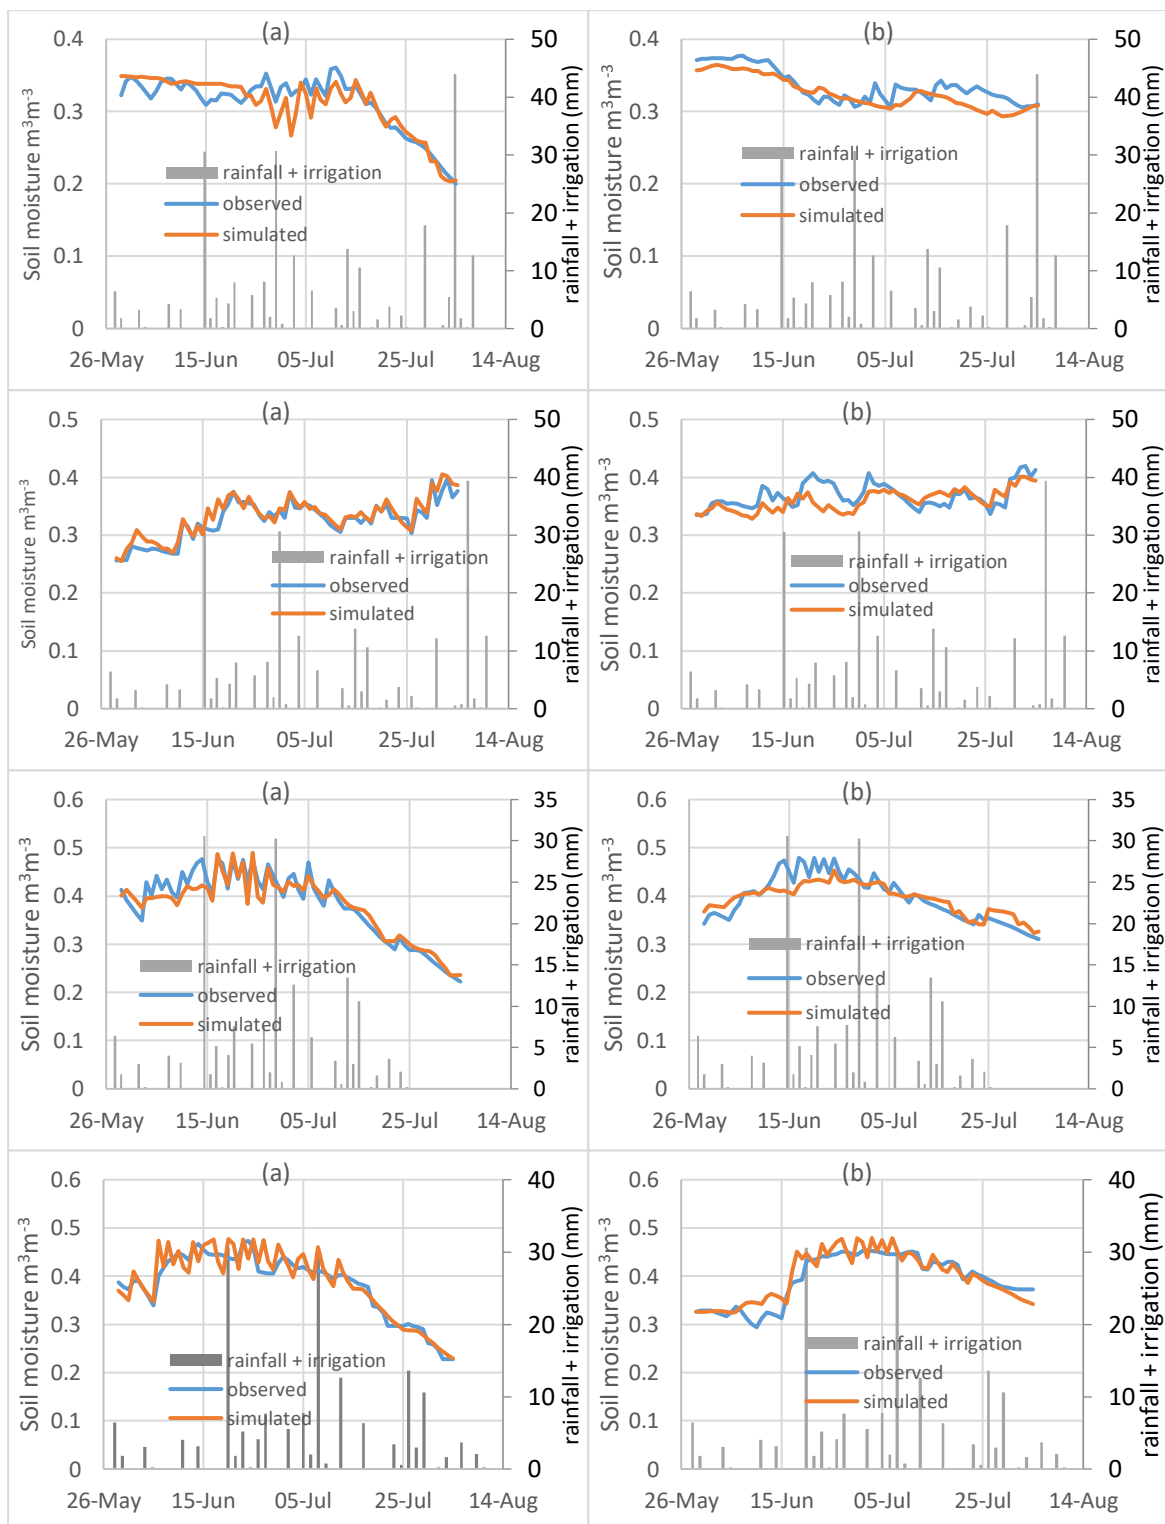 (a)
Soil moisture m³m⁻³
0.4
0.3
0.2
0.1
0
50
40
30
20
10
0
rainfall + irrigation (mm)
rainfall + irrigation
observed
simulated
26-May 15-Jun 05-Jul 25-Jul 14-Aug
(b)
Soil moisture m³m⁻³
0.4
0.3
0.2
0.1
0
50
40
30
20
10
0
rainfall + irrigation (mm)
rainfall + irrigation
observed
simulated
26-May 15-Jun 05-Jul 25-Jul 14-Aug
(a)
Soil moisture m³m⁻³
0.5
0.4
0.3
0.2
0.1
0
50
40
30
20
10
0
rainfall + irrigation (mm)
rainfall + irrigation
observed
simulated
26-May 15-Jun 05-Jul 25-Jul 14-Aug
(b)
Soil moisture m³m⁻³
0.5
0.4
0.3
0.2
0.1
0
50
40
30
20
10
0
rainfall + irrigation (mm)
rainfall + irrigation
observed
simulated
26-May 15-Jun 05-Jul 25-Jul 14-Aug
(a)
Soil moisture m³m⁻³
0.6
0.5
0.4
0.3
0.2
0.1
0
35
30
25
20
15
10
5
0
rainfall + irrigation (mm)
rainfall + irrigation
observed
simulated
26-May 15-Jun 05-Jul 25-Jul 14-Aug
(b)
Soil moisture m³m⁻³
0.6
0.5
0.4
0.3
0.2
0.1
0
35
30
25
20
15
10
5
0
rainfall + irrigation (mm)
rainfall + irrigation
observed
simulated
26-May 15-Jun 05-Jul 25-Jul 14-Aug
(a)
Soil moisture m³m⁻³
0.6
0.5
0.4
0.3
0.2
0.1
0
40
30
20
10
0
rainfall + irrigation (mm)
rainfall + irrigation
observed
simulated
26-May 15-Jun 05-Jul 25-Jul 14-Aug
(b)
Soil moisture m³m⁻³
0.6
0.5
0.4
0.3
0.2
0.1
0
40
30
20
10
0
rainfall + irrigation (mm)
rainfall + irrigation
observed
simulated
26-May 15-Jun 05-Jul 25-Jul 14-Aug